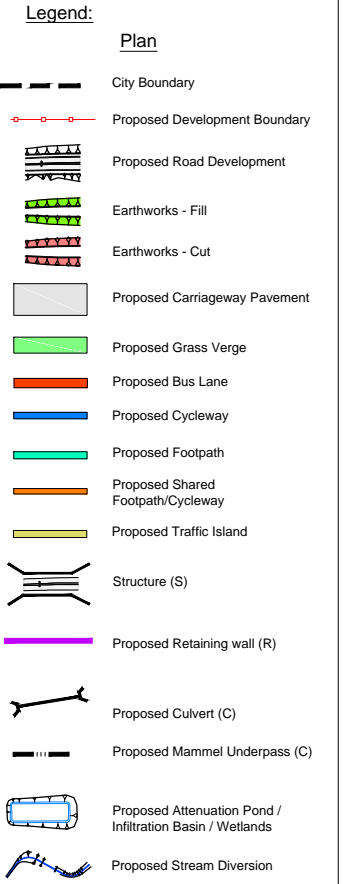 Legend:
Plan
City Boundary
Proposed Development Boundary
Proposed Road Development
Earthworks - Fill
Earthworks - Cut
Proposed Carriageway Pavement
Proposed Grass Verge
Proposed Bus Lane
Proposed Cycleway
Proposed Footpath
Proposed Shared
Footpath/Cycleway
Proposed Traffic Island
Structure (S)
Proposed Retaining wall (R)
Proposed Culvert (C)
Proposed Mammel Underpass (C)
Proposed Attenuation Pond /
Infiltration Basin / Wetlands
Proposed Stream Diversion